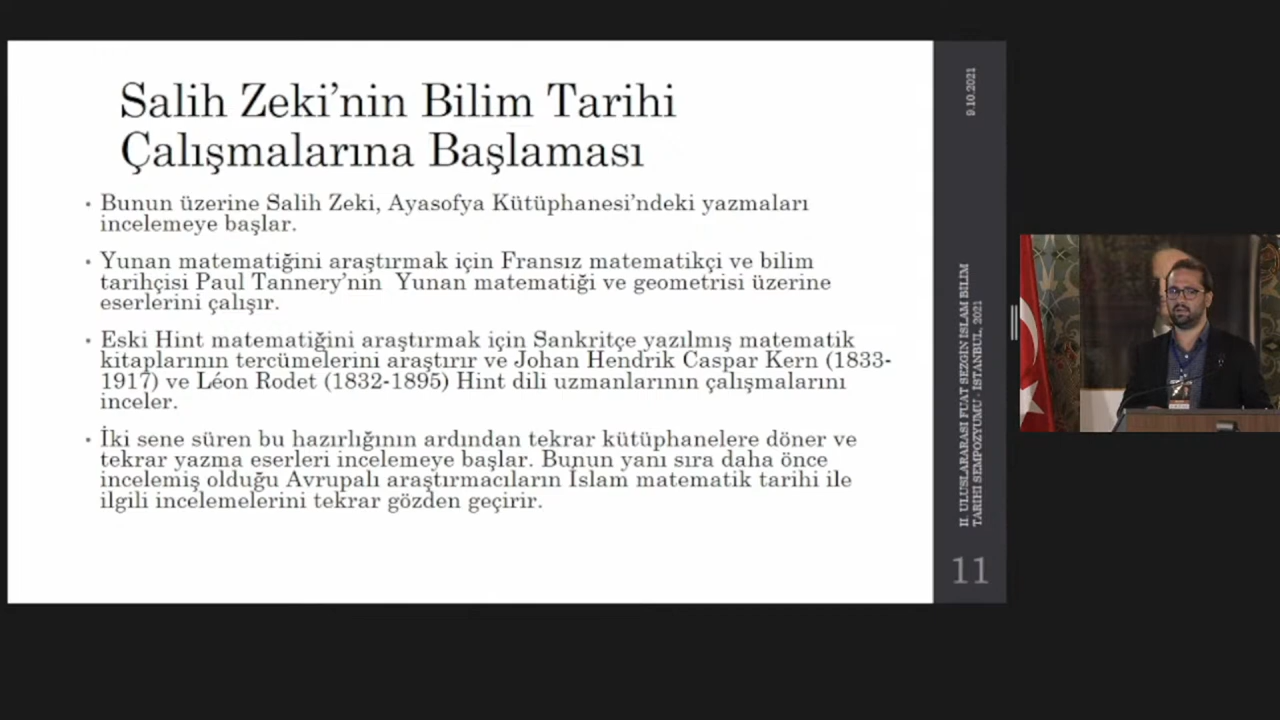 Salih Zeki’nin Bilim Tarihi
Çalışmalarına Başlaması
• Bunun üzerine Salih Zeki, Ayasofya Kütüphanesi’ndeki yazmaları
incelemeye başlar.
• Yunan matematiğini araştırmak için Fransız matematikçi ve bilim
tarihçisi Paul Tannery’nin Yunan matematiği ve geometrisi üzerine
eserlerini çalışır.
• Eski Hint matematiğini araştırmak için Sankritçe yazılmış matematik
kitaplarının tercümelerini araştırır ve Johan Hendrik Caspar Kern (1833-
1917) ve Léon Rodet (1832-1895) Hint dili uzmanlarının çalışmalarını
inceler.
• İki sene süren bu hazırlığının ardından tekrar kütüphanelere döner ve
tekrar yazma eserleri incelemeye başlar. Bunun yanı sıra daha önce
incelemiş olduğu Avrupalı araştırmacıların İslam matematik tarihi ile
ilgili incelemelerini tekrar gözden geçirir.
9.10.2021
II. ULUSLARARASI FUAT SEZGIN İSLAM BILIM
TARIHI SEMPOZYUMU - İSTANBUL, 2021
11